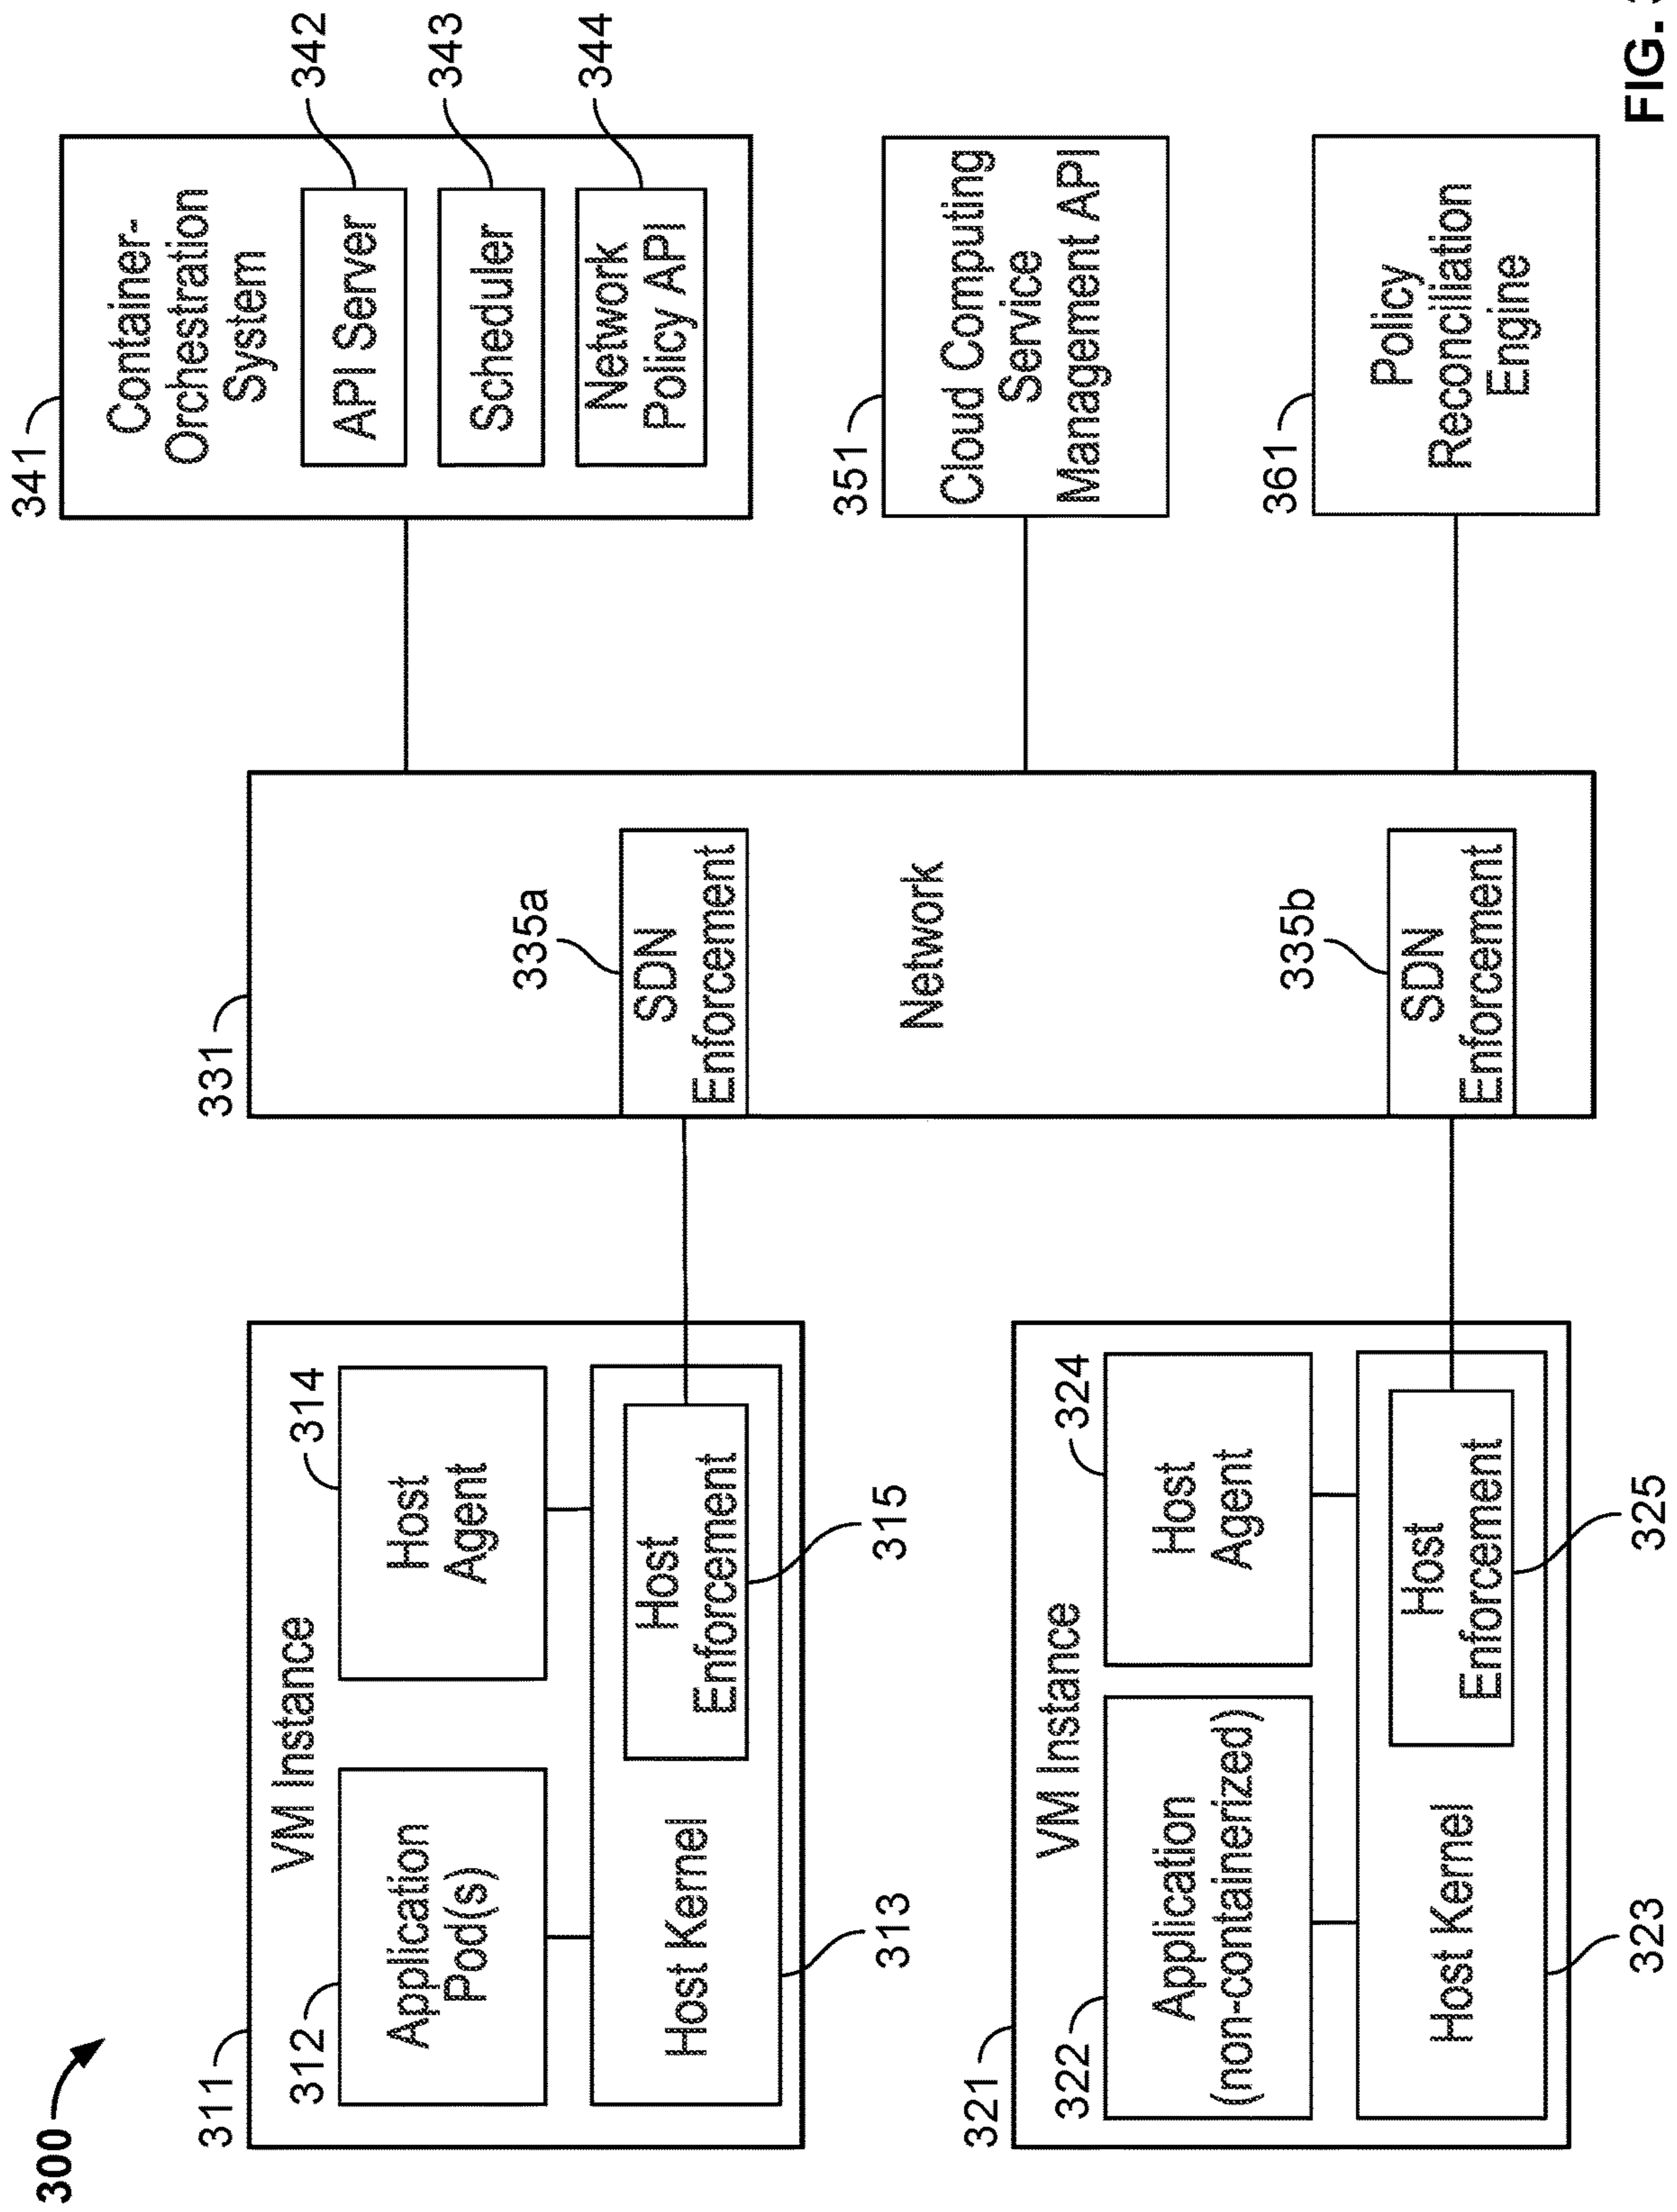 300
311
VM Instance
312
Application
Pod(s)
314
Host
Agent
Host Kernel
Host
Enforcement
313
315
321
VM Instance
322
Application
(non-containerized)
324
Host
Agent
Host Kernel
Host
Enforcement
323
325
331
335a
SDN
Enforcement
Network
335b
SDN
Enforcement
341
Container-
Orchestration
System
API Server
342
Scheduler
343
Network
Policy API
344
351
Cloud Computing
Service
Management API
361
Policy
Reconciliation
Engine
FIG.